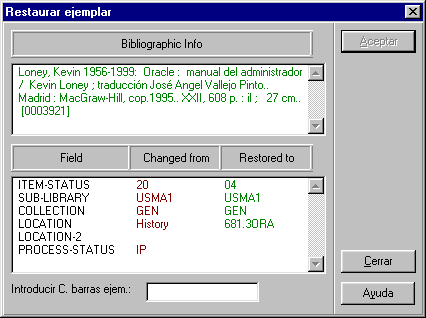 Restaurar ejemplar
Bibliographic Info
Aceptar
Loney, Kevin 1956-1999: Oracle : manual del administrador
/ Kevin Loney ; traducción José Angel Vallejo Pinto..
Madrid : MacGraw-Hill, cop.1995.. XXII, 608 p. : il ; 27 cm..
[0003921]
Field Changed from Restored to
ITEM-STATUS 20 04
SUB-LIBRARY USMA1 USMA1
COLLECTION GEN GEN
LOCATION History 681.3ORA
LOCATION-2
PROCESS-STATUS IP
Cerrar
Introducir C. barras ejem.:
Ayuda